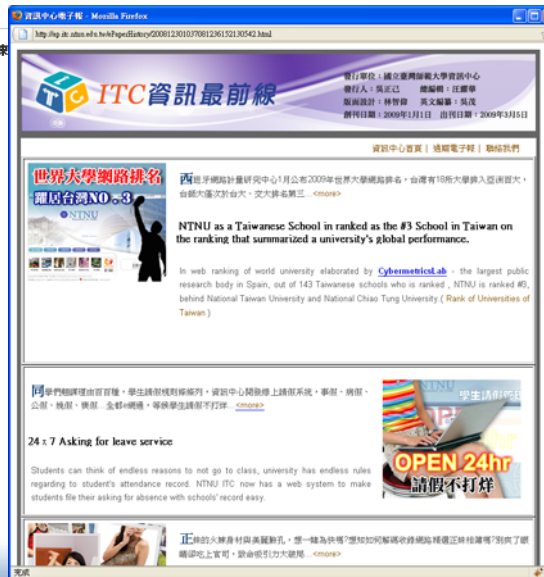 資訊中心電子報 - Mozilla Firefox
http://ep.itc.ntnu.edu.tw/ePaperHistory/20081230103708123615213054​2.html
ITC資訊最前線
發行單位：國立臺灣師範大學資訊中心
發行人：吳正己 總編輯：汪耀華
版面設計：林智偉 英文編纂：吳茂
創刊日期：2009年1月1日 出刊日期：2009年3月5日
資訊中心首頁 | 過期電子報 | 聯絡我們
世界大學網路排名
躍居台灣NO.3
NTNU
西班牙網路計量研究中心1月公布2009年世界大學網路排名，台灣有18所大學排入亞洲百大，
台師大僅次於台大、交大排名第三...<more>
NTNU as a Taiwanese School in ranked as the #3 School in Taiwan on
the ranking that summarized a university's global performance.
In web ranking of world university elaborated by CybermetricsLab - the largest public
research body in Spain, out of 143 Taiwanese schools who is ranked , NTNU is ranked #3,
behind National Taiwan University and National Chiao Tung University.( Rank of Universities of
Taiwan )
同學們翹課理由百百種，學生請假規則條條列，資訊中心開發線上請假系統，事假、病假、
公假、娩假、喪假...全都e網通，等候學生請假不打烊...<more>
24 x 7 Asking for leave service
Students can think of endless reasons to not go to class, university has endless rules
regarding to student's attendance record. NTNU ITC now has a web system to make
students file their asking for absence with schools' record easy.
NTNU
學生請假
OPEN 24hr
請假不打烊
正妹的火辣身材與美麗臉孔，想一睹為快嗎?想知如何解碼收錄網路精選正妹相簿嗎?別病了眼
睛卻吃上官司，致命吸引力大破局...<more>
完成